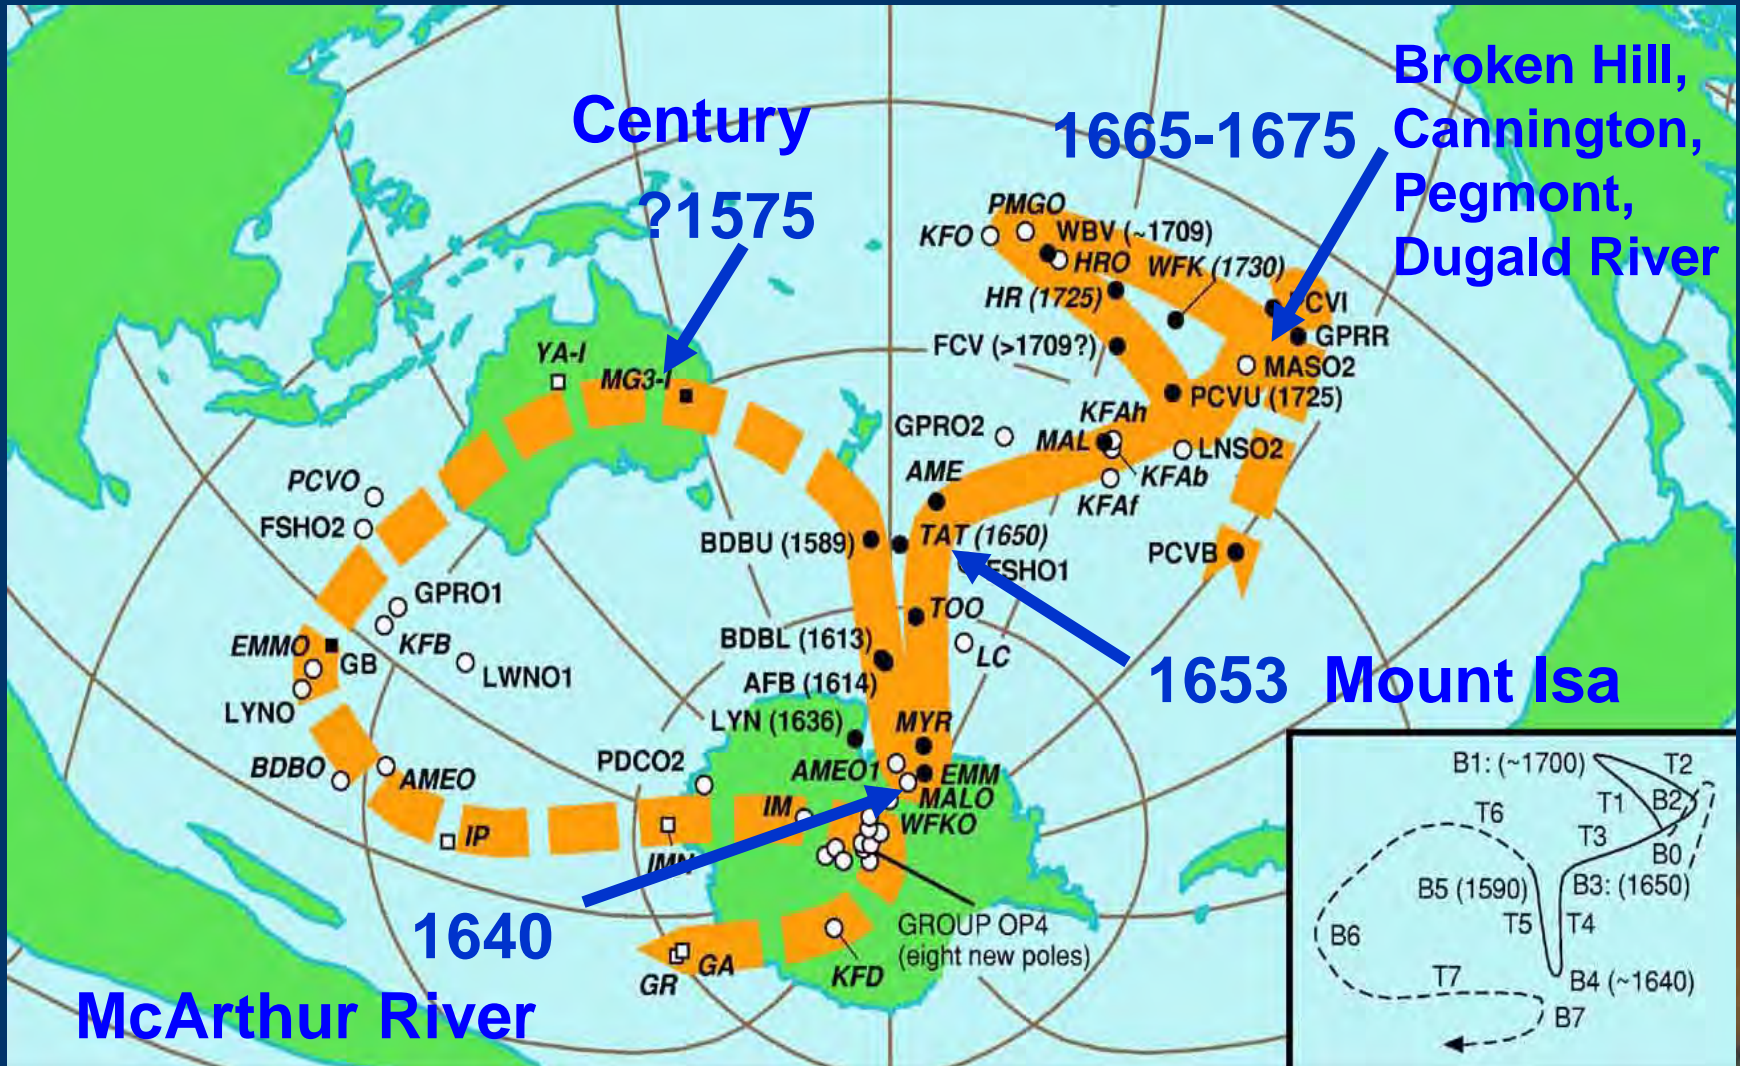 Century
?1575
1665-1675
Broken Hill,
Cannington,
Pegmont,
Dugald River
PMGO
KFO
WBV (~1709)
HRO
WFK (1730)
HR (1725)
PCVI
GPRR
FCV (>1709?)
MASO2
PCVU (1725)
YA-I
MG3-I
KFAh
GPRO2
MAL
LNSO2
KFAb
KFAf
AME
PCVO
FSHO2
BDBU (1589)
TAT (1650)
FSHO1
PCVB
GPRO1
TOO
KFB
EMMO
GB
LWNO1
BDBL (1613)
LC
AFB (1614)
LYNO
1653 Mount Isa
LYN (1636)
MYR
PDCO2
AMEO1
EMM
BDBO
AMEO
MALO
IM
WFKO
IP
IMN
1640
McArthur River
GROUP OP4
(eight new poles)
GR
GA
KFD
B1: (~1700)
T2
T1
B2
T6
T3
B0
B5 (1590)
B3: (1650)
T5
T4
B6
T7
B4 (~1640)
B7